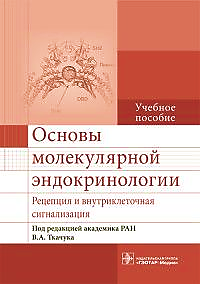 Учебное
пособие
Основы
молекулярной
эндокринологии
Рецепция и внутриклеточная
сигнализация
Под редакцией академика РАН
В.А. Ткачука
ИЗДАТЕЛЬСКАЯ ГРУППА
«ГЭОТАР-Медиа»